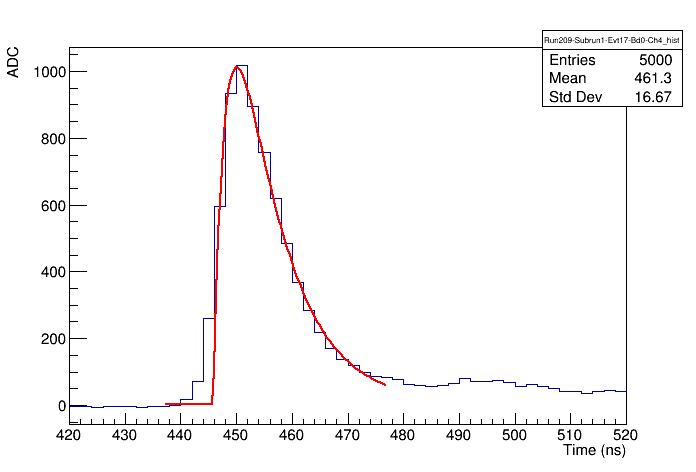 Run209-Subrun1-Evt17-Bd0-Ch4_hist
Entries 5000
Mean 461.3
Std Dev 16.67
ADC
1000
800
600
400
200
0
420 430 440 450 460 470 480 490 500 510 520
Time (ns)